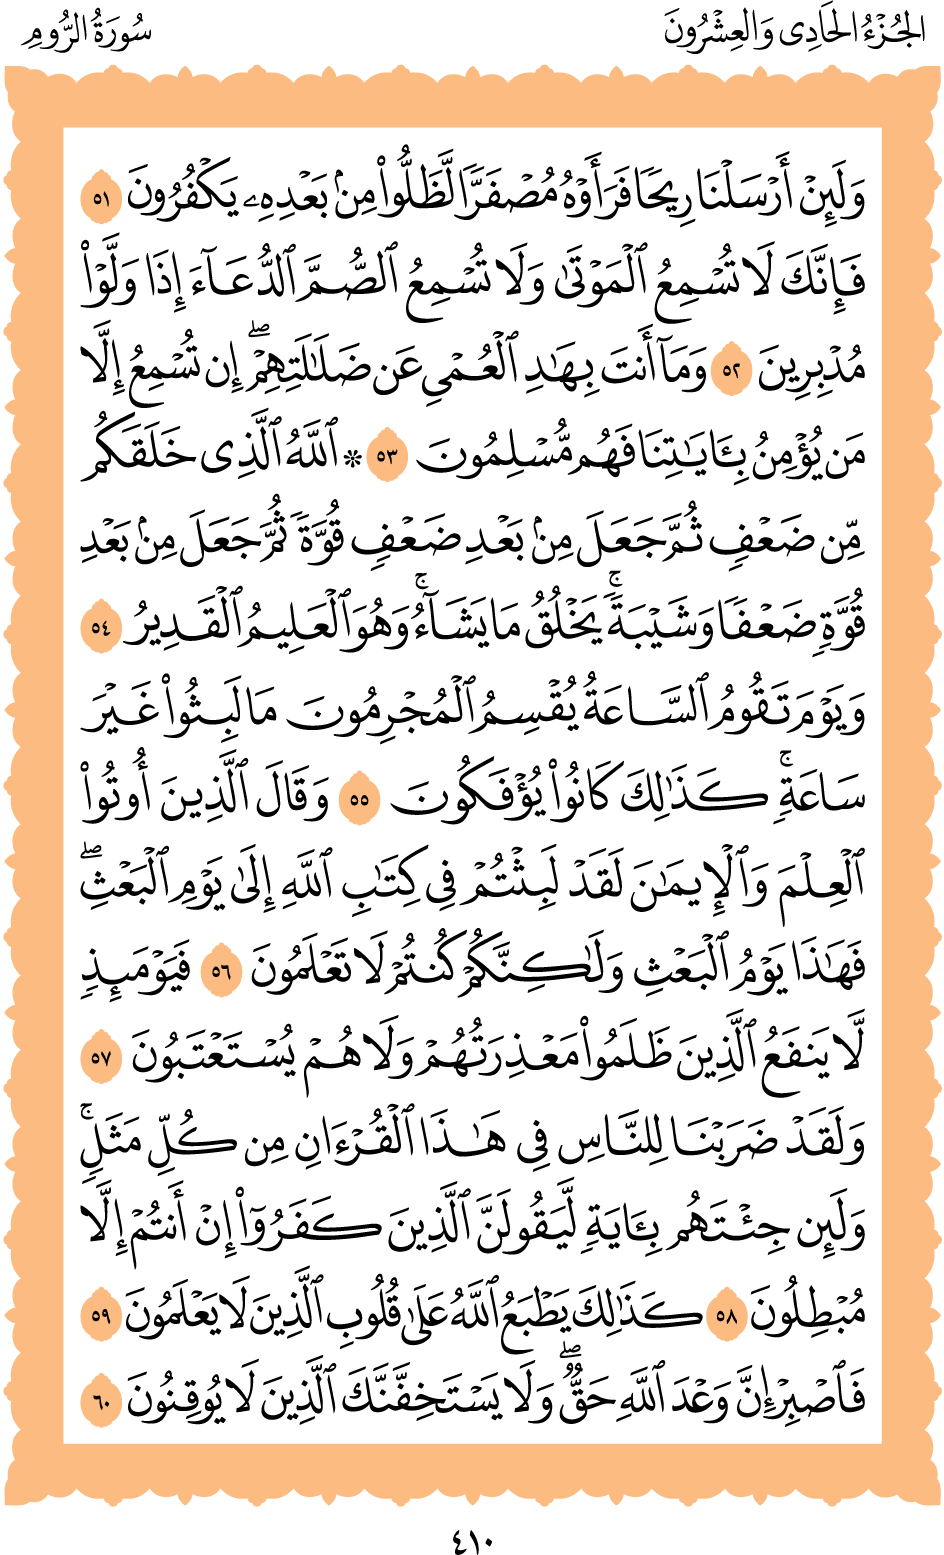 الجُزْءُ الحَادِي وَالعِشْرُونَ
سُورَةُ الرُّومِ
وَلَئِنْ أَرْسَلْنَا رِيحًا فَرَأَوْهُ مُصْفَرًّا لَّظَلُّوا۟ مِنۢ بَعْدِهِۦ يَكْفُرُونَ ٥١
فَإِنَّكَ لَا تُسْمِعُ ٱلْمَوْتَىٰ وَلَا تُسْمِعُ ٱلصُّمَّ ٱلدُّعَآءَ إِذَا وَلَّوْا۟
مُدْبِرِينَ ٥٢ وَمَآ أَنتَ بِهَٰدِ ٱلْعُمْىِ عَن ضَلَٰلَتِهِمْ ۖ إِن تُسْمِعُ إِلَّا
مَن يُؤْمِنُ بِـَٔايَٰتِنَا فَهُم مُّسْلِمُونَ ٥٣ * ٱللَّهُ ٱلَّذِى خَلَقَكُم
مِّن ضَعْفٍ ثُمَّ جَعَلَ مِنۢ بَعْدِ ضَعْفٍ قُوَّةً ثُمَّ جَعَلَ مِنۢ بَعْدِ
قُوَّةٍ ضَعْفًا وَشَيْبَةً ۚ يَخْلُقُ مَا يَشَآءُ ۚ وَهُوَ ٱلْعَلِيمُ ٱلْقَدِيرُ ٥٤
وَيَوْمَ تَقُومُ ٱلسَّاعَةُ يُقْسِمُ ٱلْمُجْرِمُونَ مَا لَبِثُوا۟ غَيْرَ
سَاعَةٍ ۚ كَذَٰلِكَ كَانُوا۟ يُؤْفَكُونَ ٥٥ وَقَالَ ٱلَّذِينَ أُوتُوا۟
ٱلْعِلْمَ وَٱلْإِيمَٰنَ لَقَدْ لَبِثْتُمْ فِى كِتَٰبِ ٱللَّهِ إِلَىٰ يَوْمِ ٱلْبَعْثِ ۖ
فَهَٰذَا يَوْمُ ٱلْبَعْثِ وَلَٰكِنَّكُمْ كُنتُمْ لَا تَعْلَمُونَ ٥٦ فَيَوْمَئِذٍ
لَّا يَنفَعُ ٱلَّذِينَ ظَلَمُوا۟ مَعْذِرَتُهُمْ وَلَا هُمْ يُسْتَعْتَبُونَ ٥٧
وَلَقَدْ ضَرَبْنَا لِلنَّاسِ فِى هَٰذَا ٱلْقُرْءَانِ مِن كُلِّ مَثَلٍ ۚ
وَلَئِن جِئْتَهُم بِـَٔايَةٍ لَّيَقُولَنَّ ٱلَّذِينَ كَفَرُوٓا۟ إِنْ أَنتُمْ إِلَّا
مُبْطِلُونَ ٥٨ كَذَٰلِكَ يَطْبَعُ ٱللَّهُ عَلَىٰ قُلُوبِ ٱلَّذِينَ لَا يَعْلَمُونَ ٥٩
فَٱصْبِرْ إِنَّ وَعْدَ ٱللَّهِ حَقٌّ ۖ وَلَا يَسْتَخِفَّنَّكَ ٱلَّذِينَ لَا يُوقِنُونَ ٦٠
٤١٠